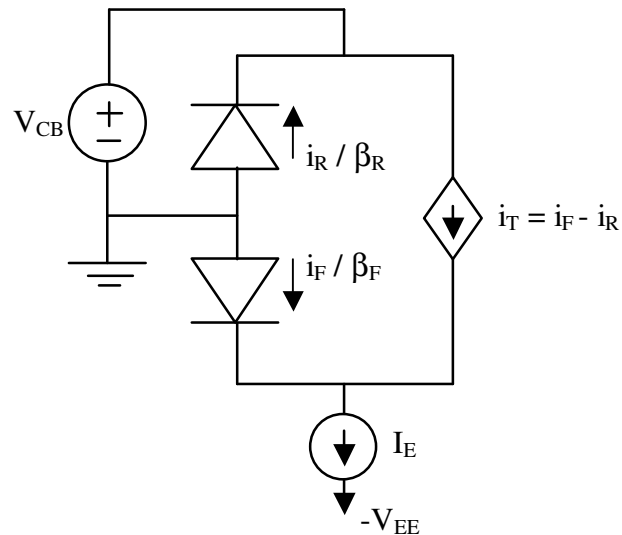 +
V_CB
−
i_R / β_R
i_T = i_F - i_R
i_F / β_F
I_E
-V_EE